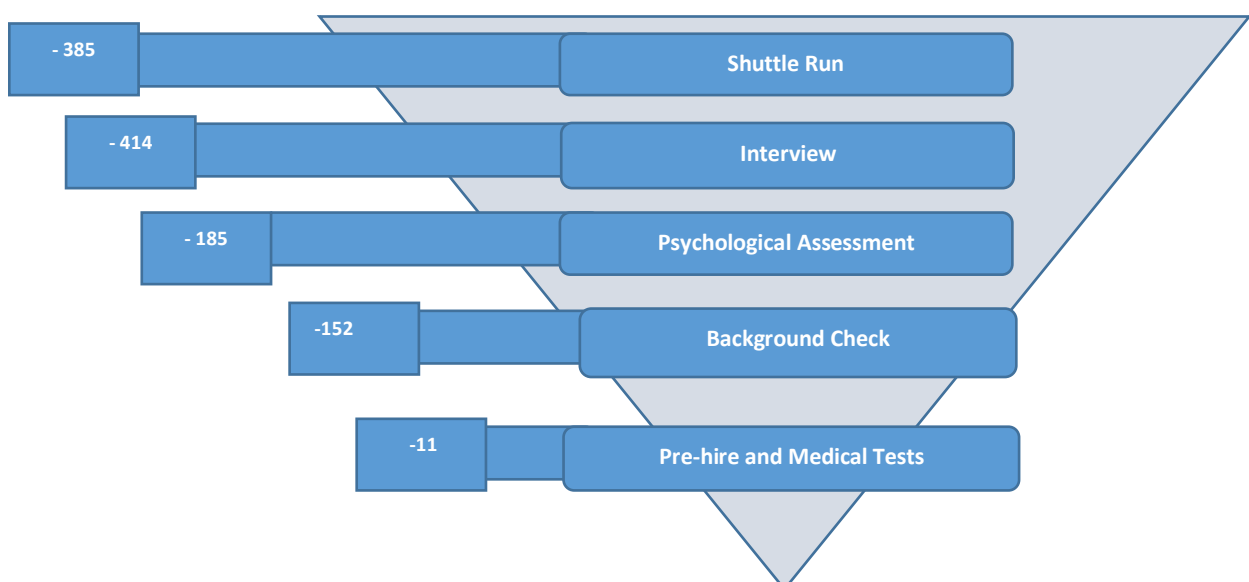 - 385
Shuttle Run
- 414
Interview
- 185
Psychological Assessment
-152
Background Check
-11
Pre-hire and Medical Tests